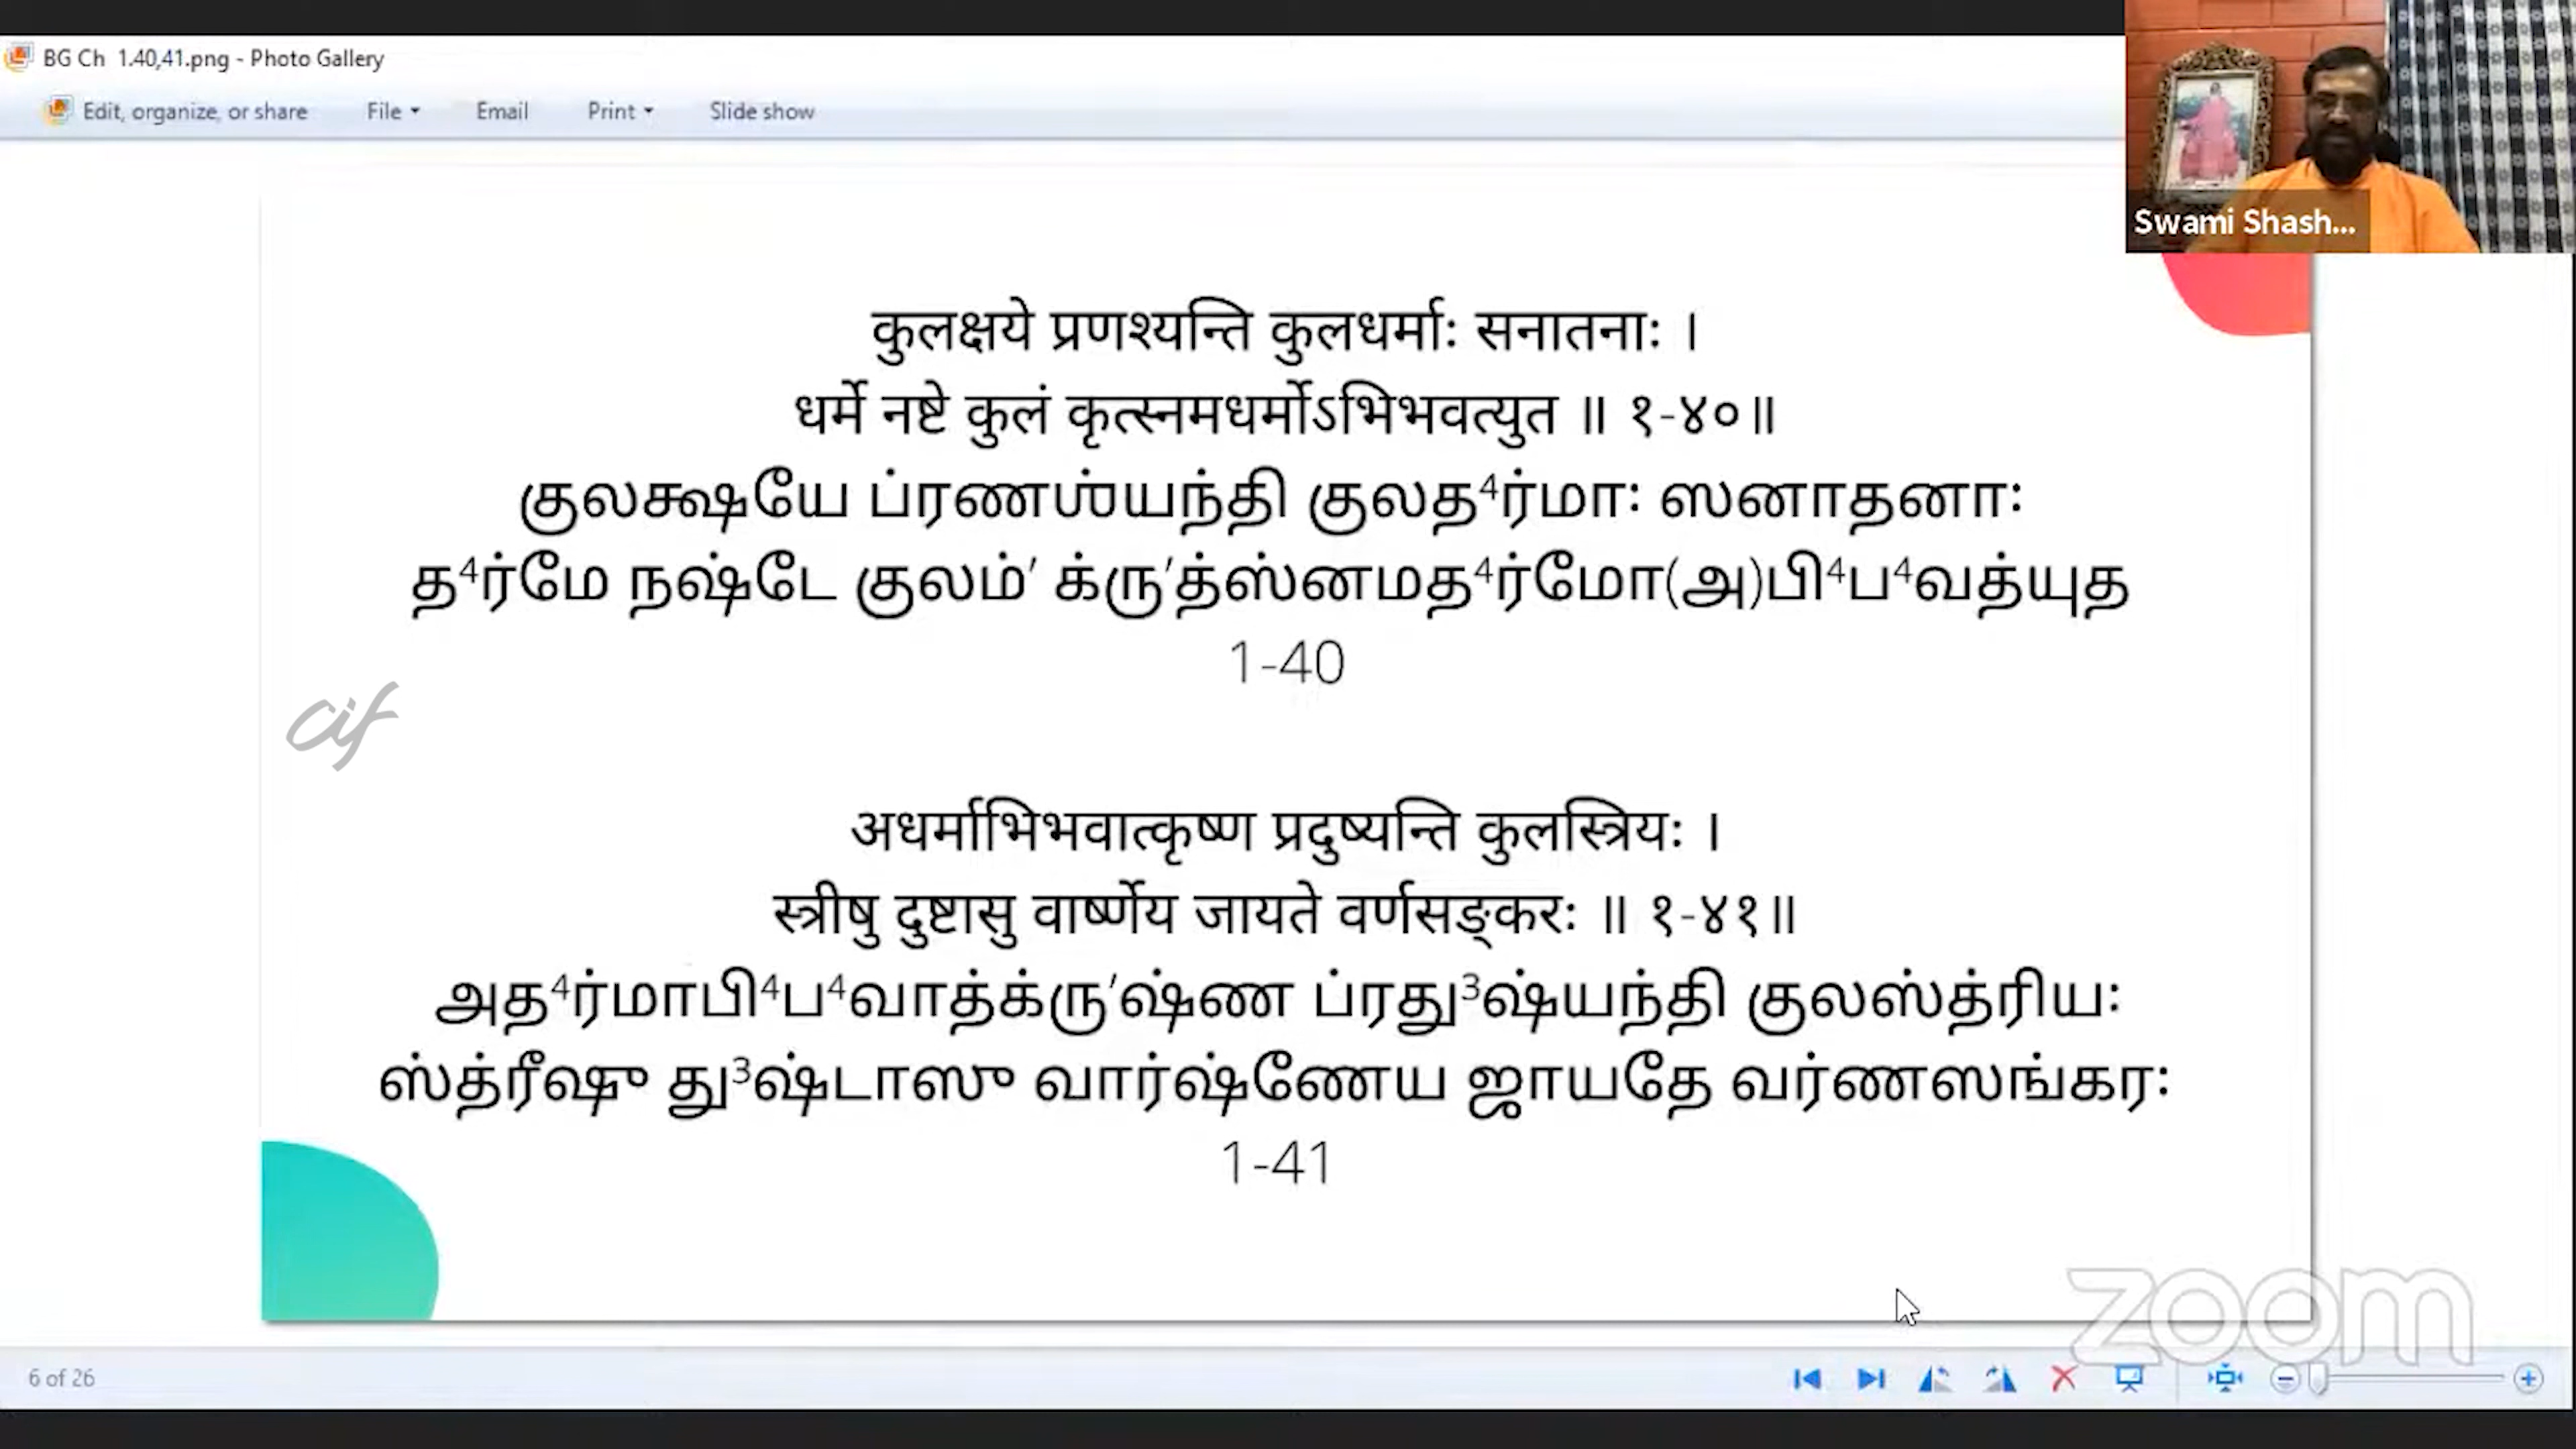 BG Ch 1.40,41.png - Photo Gallery
Edit, organize, or share File Email Print Slide show
Swami Shash...
कुलक्षये प्रणश्यन्ति कुलधर्माः सनातनाः ।
धर्मे नष्टे कुलं कृत्स्नमधर्मोऽभिभवत्युत ॥ १-४०॥
குலக்ஷயே ப்ரணஶ்யந்தி குலத⁴ர்மா꞉ ஸனாதனா꞉
த⁴ர்மே நஷ்டே குலம்ʼ க்ருʼத்ஸ்னமத⁴ர்மோ(அ)பி⁴ப⁴வத்யுத
1-40
cif
अधर्माभिभवात्कृष्ण प्रदुष्यन्ति कुलस्त्रियः ।
स्त्रीषु दुष्टासु वार्ष्णेय जायते वर्णसङ्करः ॥ १-४१॥
அத⁴ர்மாபி⁴ப⁴வாத்க்ருʼஷ்ண ப்ரது³ஷ்யந்தி குலஸ்த்ரிய꞉
ஸ்த்ரீஷு து³ஷ்டாஸு வார்ஷ்ணேய ஜாயதே வர்ணஸங்கர꞉
1-41
zoom
6 of 26